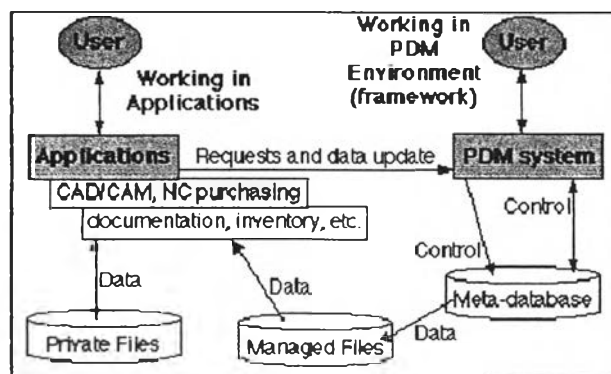 User
Working in
Applications
Working in
PDM
Environment
(framework)
User
Applications
Requests and data update
PDM system
CAD/CAM, NC purchasing
documentation, inventory, etc.
Control
Control
Data
Data
Meta-database
Data
Private Files
Managed Files